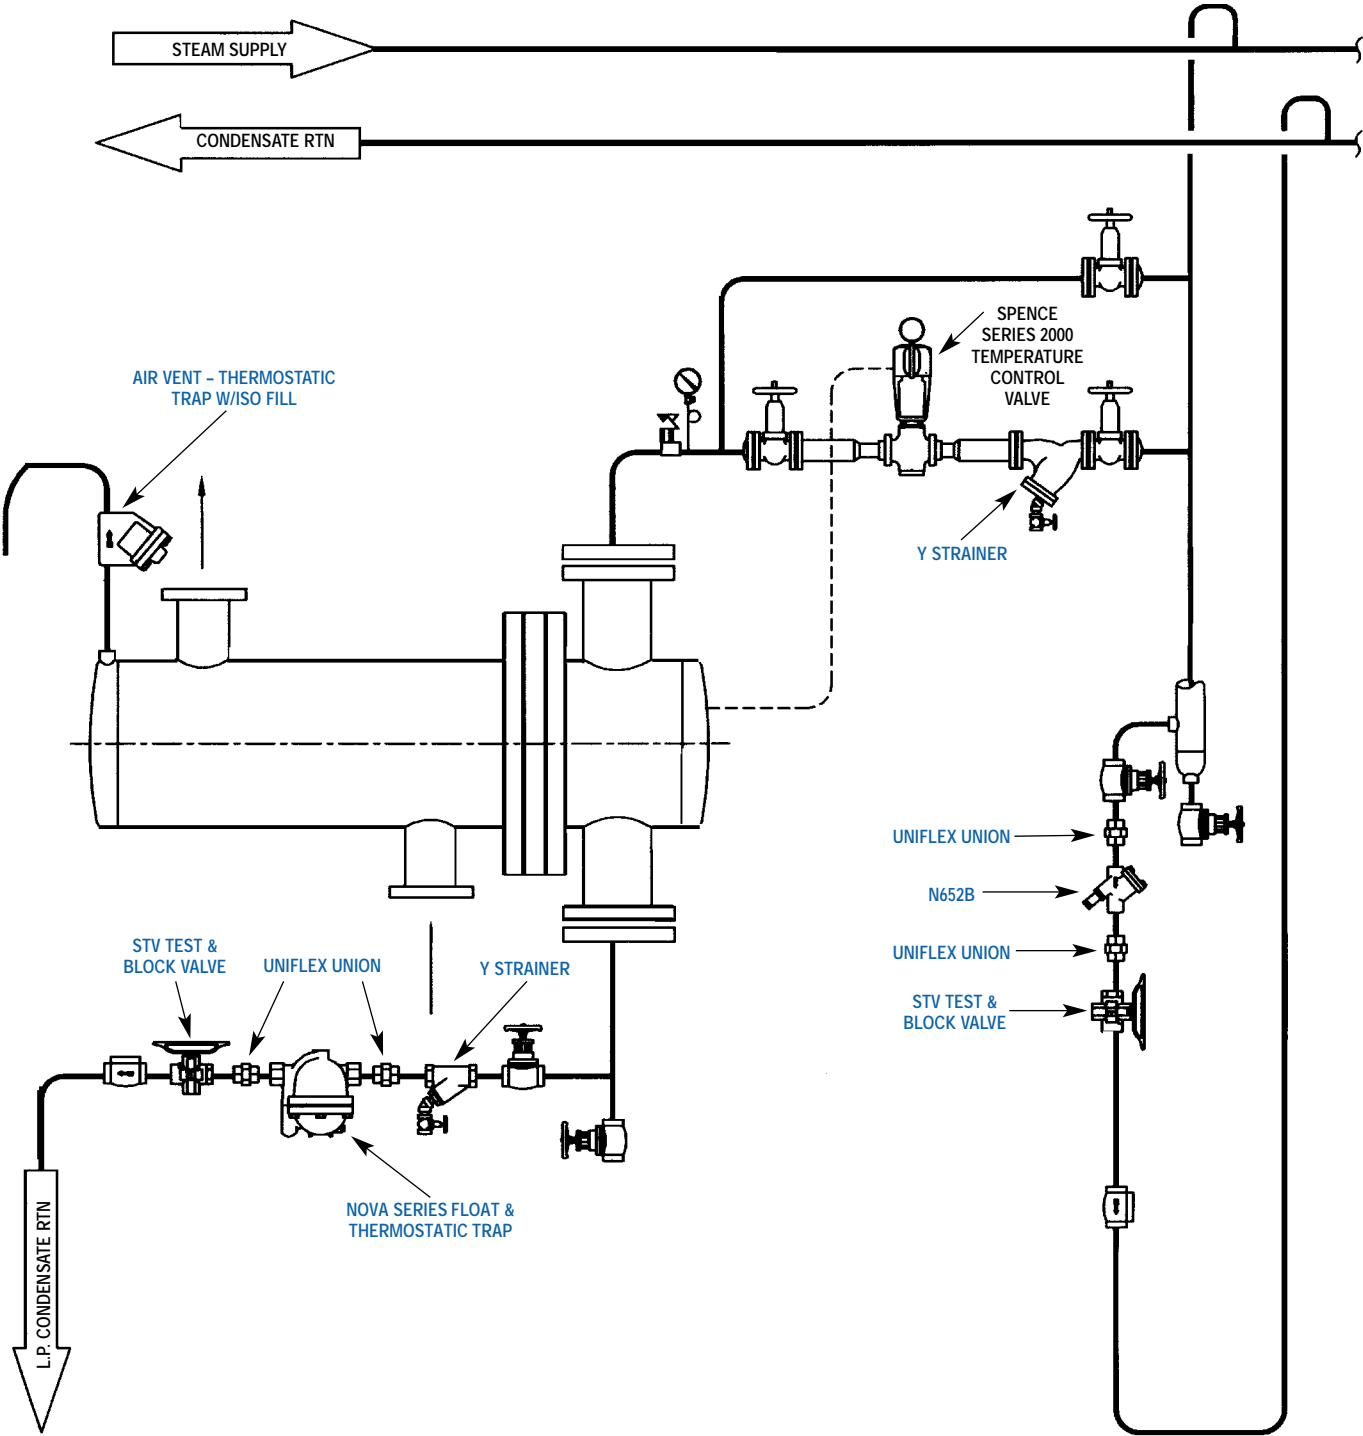 STEAM SUPPLY
CONDENSATE RTN
SPENCE
SERIES 2000
TEMPERATURE
CONTROL
VALVE
AIR VENT – THERMOSTATIC
TRAP W/ISO FILL
Y STRAINER
UNIFLEX UNION
N652B
UNIFLEX UNION
STV TEST &
BLOCK VALVE
STV TEST &
BLOCK VALVE
UNIFLEX UNION
Y STRAINER
NOVA SERIES FLOAT &
THERMOSTATIC TRAP
L.P. CONDENSATE RTN